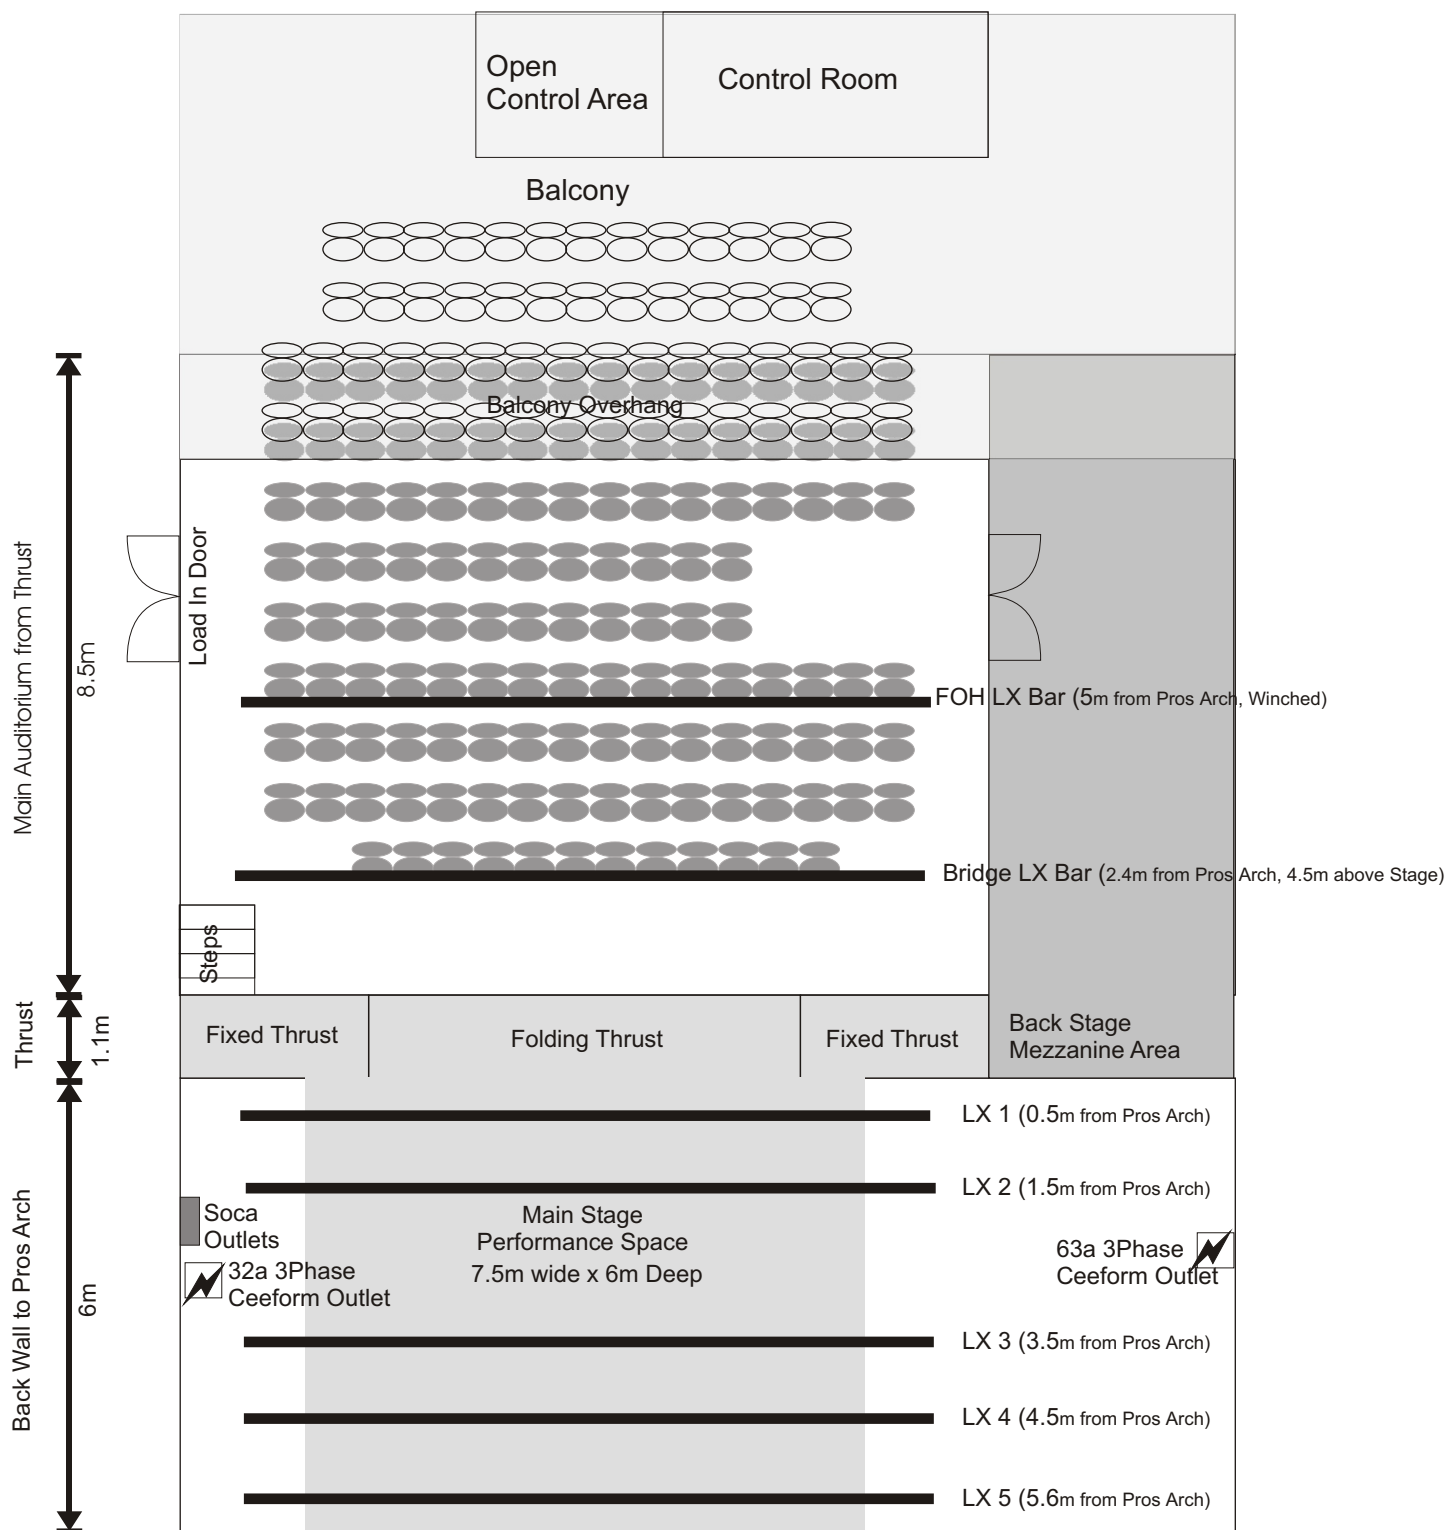 Open
Control Area
Control Room
Balcony
Balcony Overhang
Main Auditorium from Thrust
8.5m
Load In Door
FOH LX Bar (5m from Pros Arch, Winched)
Bridge LX Bar (2.4m from Pros Arch, 4.5m above Stage)
Steps
Thrust
1.1m
Fixed Thrust
Folding Thrust
Fixed Thrust
Back Stage
Mezzanine Area
LX 1 (0.5m from Pros Arch)
LX 2 (1.5m from Pros Arch)
Back Wall to Pros Arch
6m
Soca
Outlets
Main Stage
Performance Space
7.5m wide x 6m Deep
32a 3Phase
Ceeform Outlet
63a 3Phase
Ceeform Outlet
LX 3 (3.5m from Pros Arch)
LX 4 (4.5m from Pros Arch)
LX 5 (5.6m from Pros Arch)